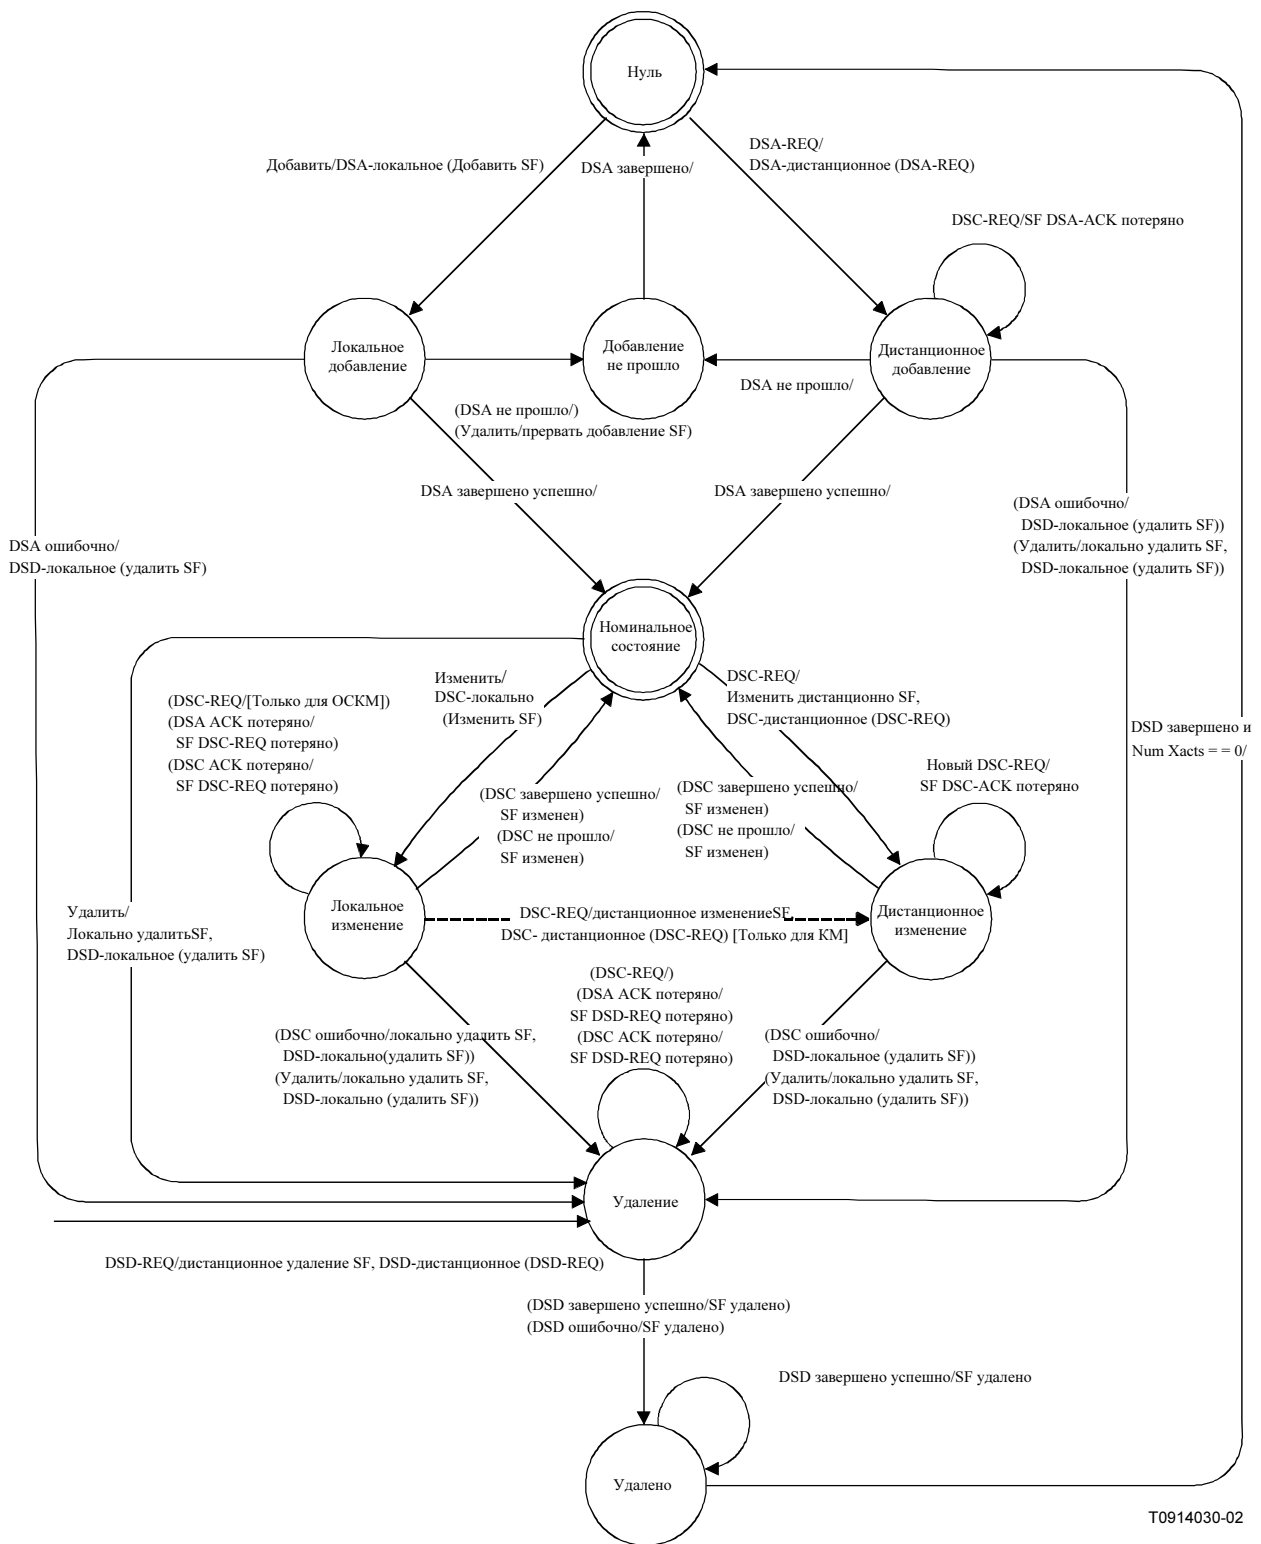 Нуль
DSA-REQ/
DSA-дистанционное (DSA-REQ)
Добавить/DSA-локальное (Добавить SF)
DSA завершено/
DSC-REQ/SF DSA-ACK потеряно
Локальное
добавление
Добавление
не прошло
Дистанционное
добавление
DSA не прошло/
(DSA не прошло/)
(Удалить/прервать добавление SF)
DSA завершено успешно/
DSA завершено успешно/
(DSA ошибочно/
DSD-локальное (удалить SF))
(Удалить/локально удалить SF,
DSD-локальное (удалить SF))
DSA ошибочно/
DSD-локальное (удалить SF)
Номинальное
состояние
Изменить/
DSC-локально
(Изменить SF)
DSC-REQ/
Изменить дистанционно SF,
DSC-дистанционное (DSC-REQ)
(DSC-REQ/[Только для ОСКМ])
(DSA ACK потеряно/
SF DSC-REQ потеряно)
(DSC ACK потеряно/
SF DSC-REQ потеряно)
DSD завершено и
Num Xacts = = 0/
Новый DSC-REQ/
SF DSC-ACK потеряно
(DSC завершено успешно/
SF изменен)
(DSC не прошло/
SF изменен)
(DSC завершено успешно/
SF изменен)
(DSC не прошло/
SF изменен)
Локальное
изменение
Дистанционное
изменение
Удалить/
Локально удалитьSF,
DSD-локальное (удалить SF)
DSC-REQ/дистанционное изменениеSF,
DSC- дистанционное (DSC-REQ) [Только для КМ]
(DSC-REQ/)
(DSA ACK потеряно/
SF DSD-REQ потеряно)
(DSC ACK потеряно/
SF DSD-REQ потеряно)
(DSC ошибочно/локально удалить SF,
DSD-локально(удалить SF))
(Удалить/локально удалить SF,
DSD-локально (удалить SF))
(DSC ошибочно/
DSD-локальное (удалить SF))
(Удалить/локально удалить SF,
DSD-локально (удалить SF))
Удаление
DSD-REQ/дистанционное удаление SF, DSD-дистанционное (DSD-REQ)
(DSD завершено успешно/SF удалено)
(DSD ошибочно/SF удалено)
DSD завершено успешно/SF удалено
Удалено
T0914030-02